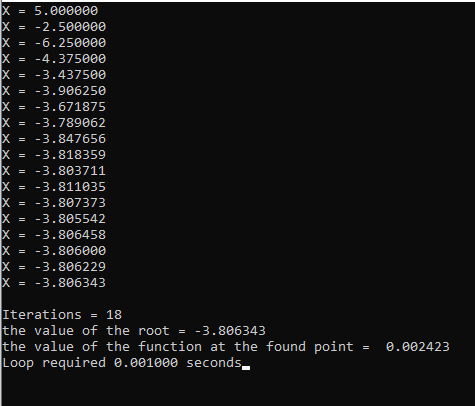 X = 5.000000
X = -2.500000
X = -6.250000
X = -4.375000
X = -3.437500
X = -3.906250
X = -3.671875
X = -3.789062
X = -3.847656
X = -3.818359
X = -3.803711
X = -3.811035
X = -3.807373
X = -3.805542
X = -3.806458
X = -3.806000
X = -3.806229
X = -3.806343
Iterations = 18
the value of the root = -3.806343
the value of the function at the found point =  0.002423
Loop required 0.001000 seconds